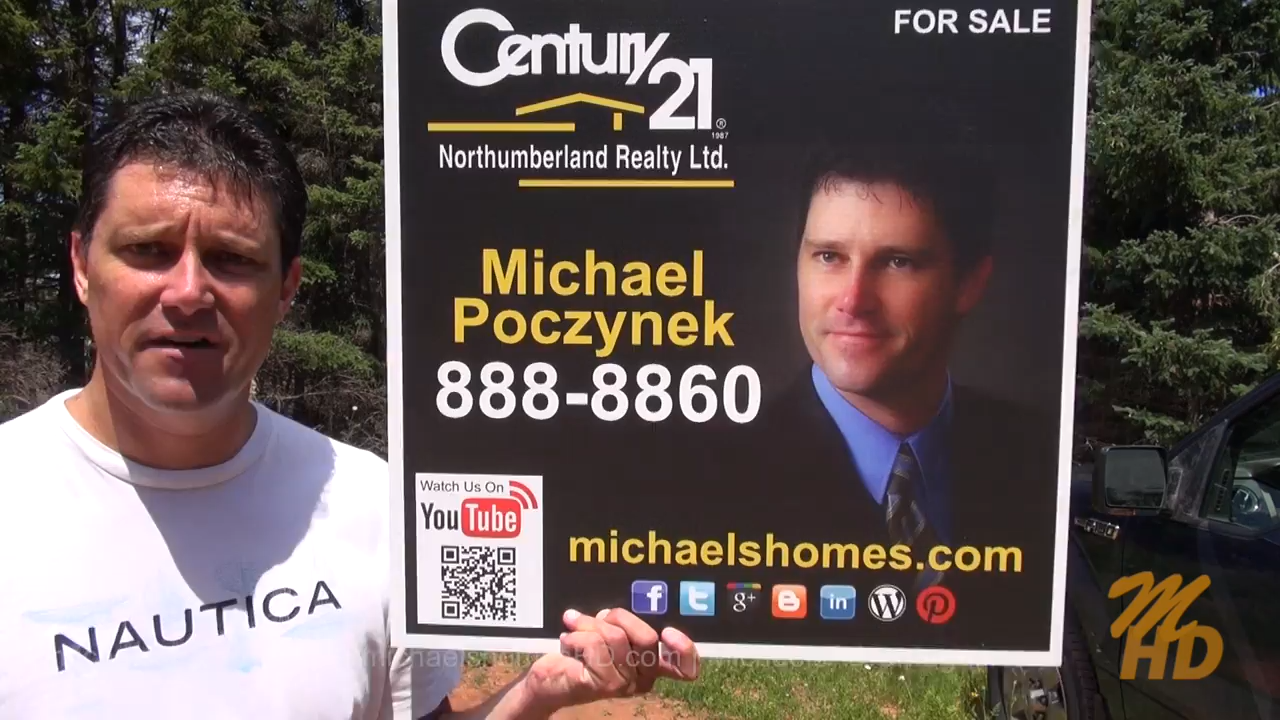 FOR SALE
Century 21 ®
1987
Northumberland Realty Ltd.
Michael
Poczynek
888-8860
Watch Us On
YouTube
michaelshomes.com
f t g+ B in W P
NAUTICA
MHD